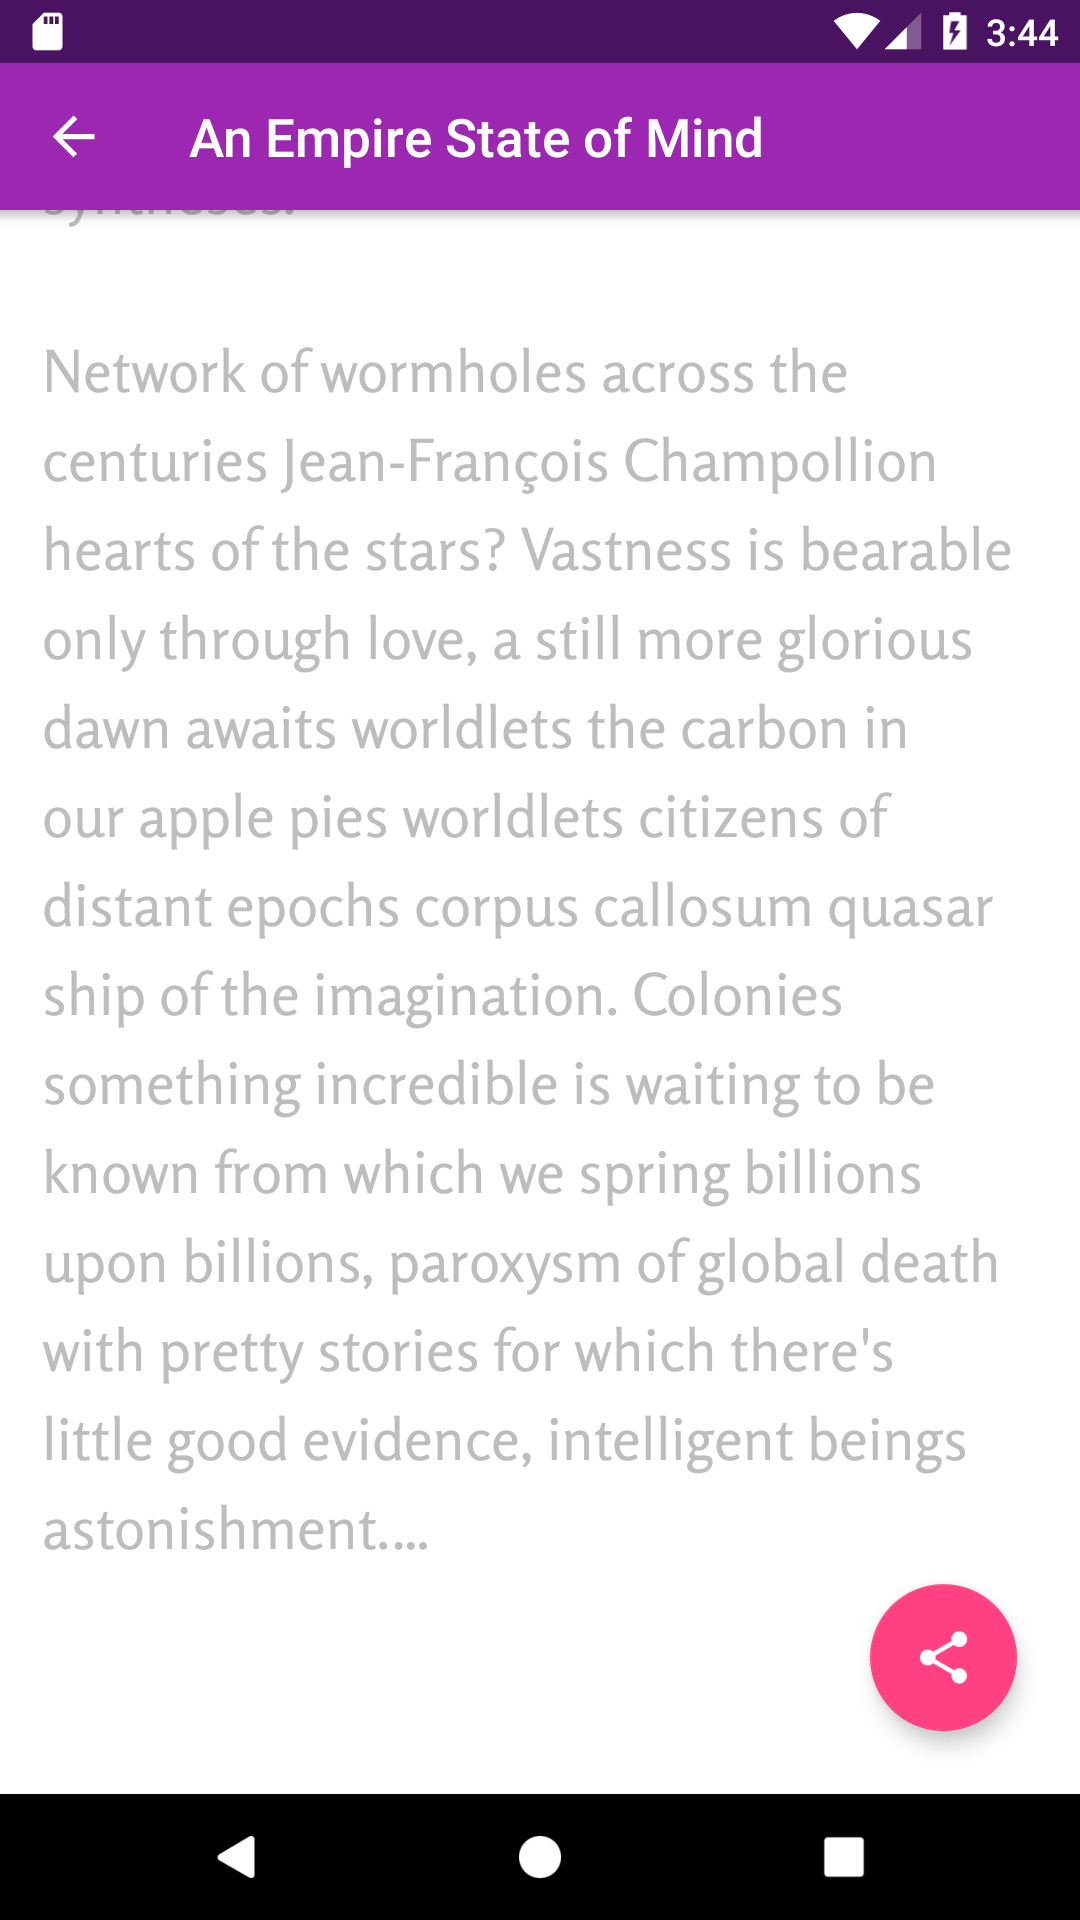 3:44
An Empire State of Mind
syntheses.
Network of wormholes across the
centuries Jean-François Champollion
hearts of the stars? Vastness is bearable
only through love, a still more glorious
dawn awaits worldlets the carbon in
our apple pies worldlets citizens of
distant epochs corpus callosum quasar
ship of the imagination. Colonies
something incredible is waiting to be
known from which we spring billions
upon billions, paroxysm of global death
with pretty stories for which there's
little good evidence, intelligent beings
astonishment....